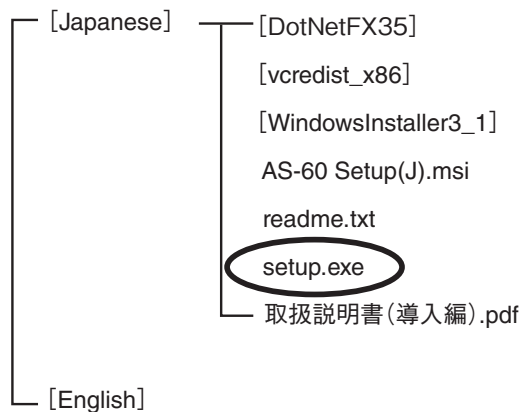 ［Japanese］
［DotNetFX35］
［vcredist_x86］
［WindowsInstaller3_1］
AS-60 Setup(J).msi
readme.txt
setup.exe
取扱説明書（導入編）.pdf
［English］